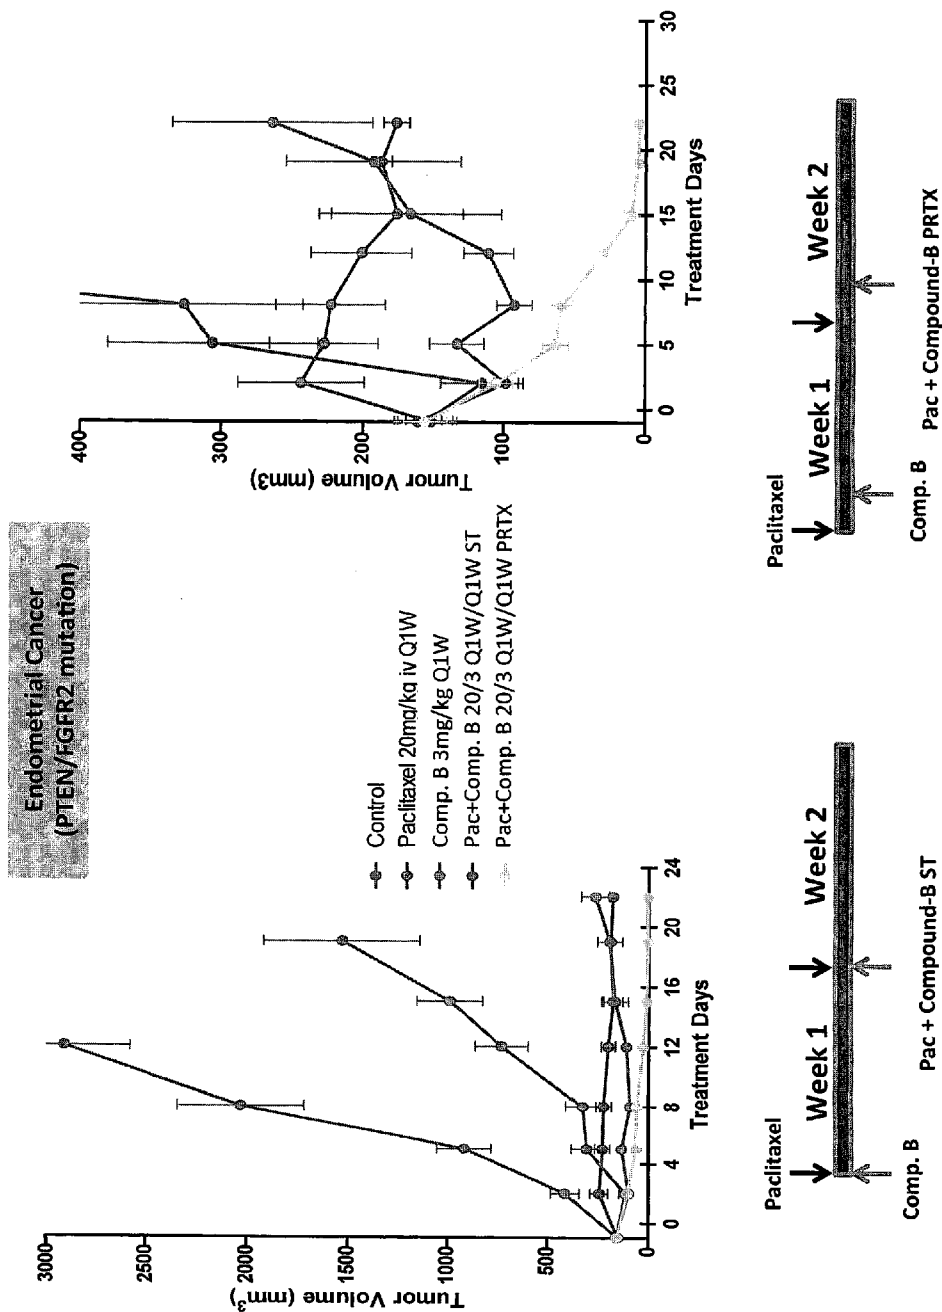 Endometrial Cancer
(PTEN/FGFR2 mutation)
3000
2500
2000
1500
1000
500
0
Tumor Volume (mm³)
0
4
8
12
16
20
24
Treatment Days
Control
Paclitaxel 20mg/kg iv Q1W
Comp. B 3mg/kg Q1W
Pac+Comp. B 20/3 Q1W/Q1W ST
Pac+Comp. B 20/3 Q1W/Q1W PRTX
400
300
200
100
0
Tumor Volume (mm3)
0
5
10
15
20
25
30
Treatment Days
Paclitaxel
Week 1
Week 2
Comp. B
Pac + Compound-B ST
Paclitaxel
Week 1
Week 2
Comp. B
Pac + Compound-B PRTX